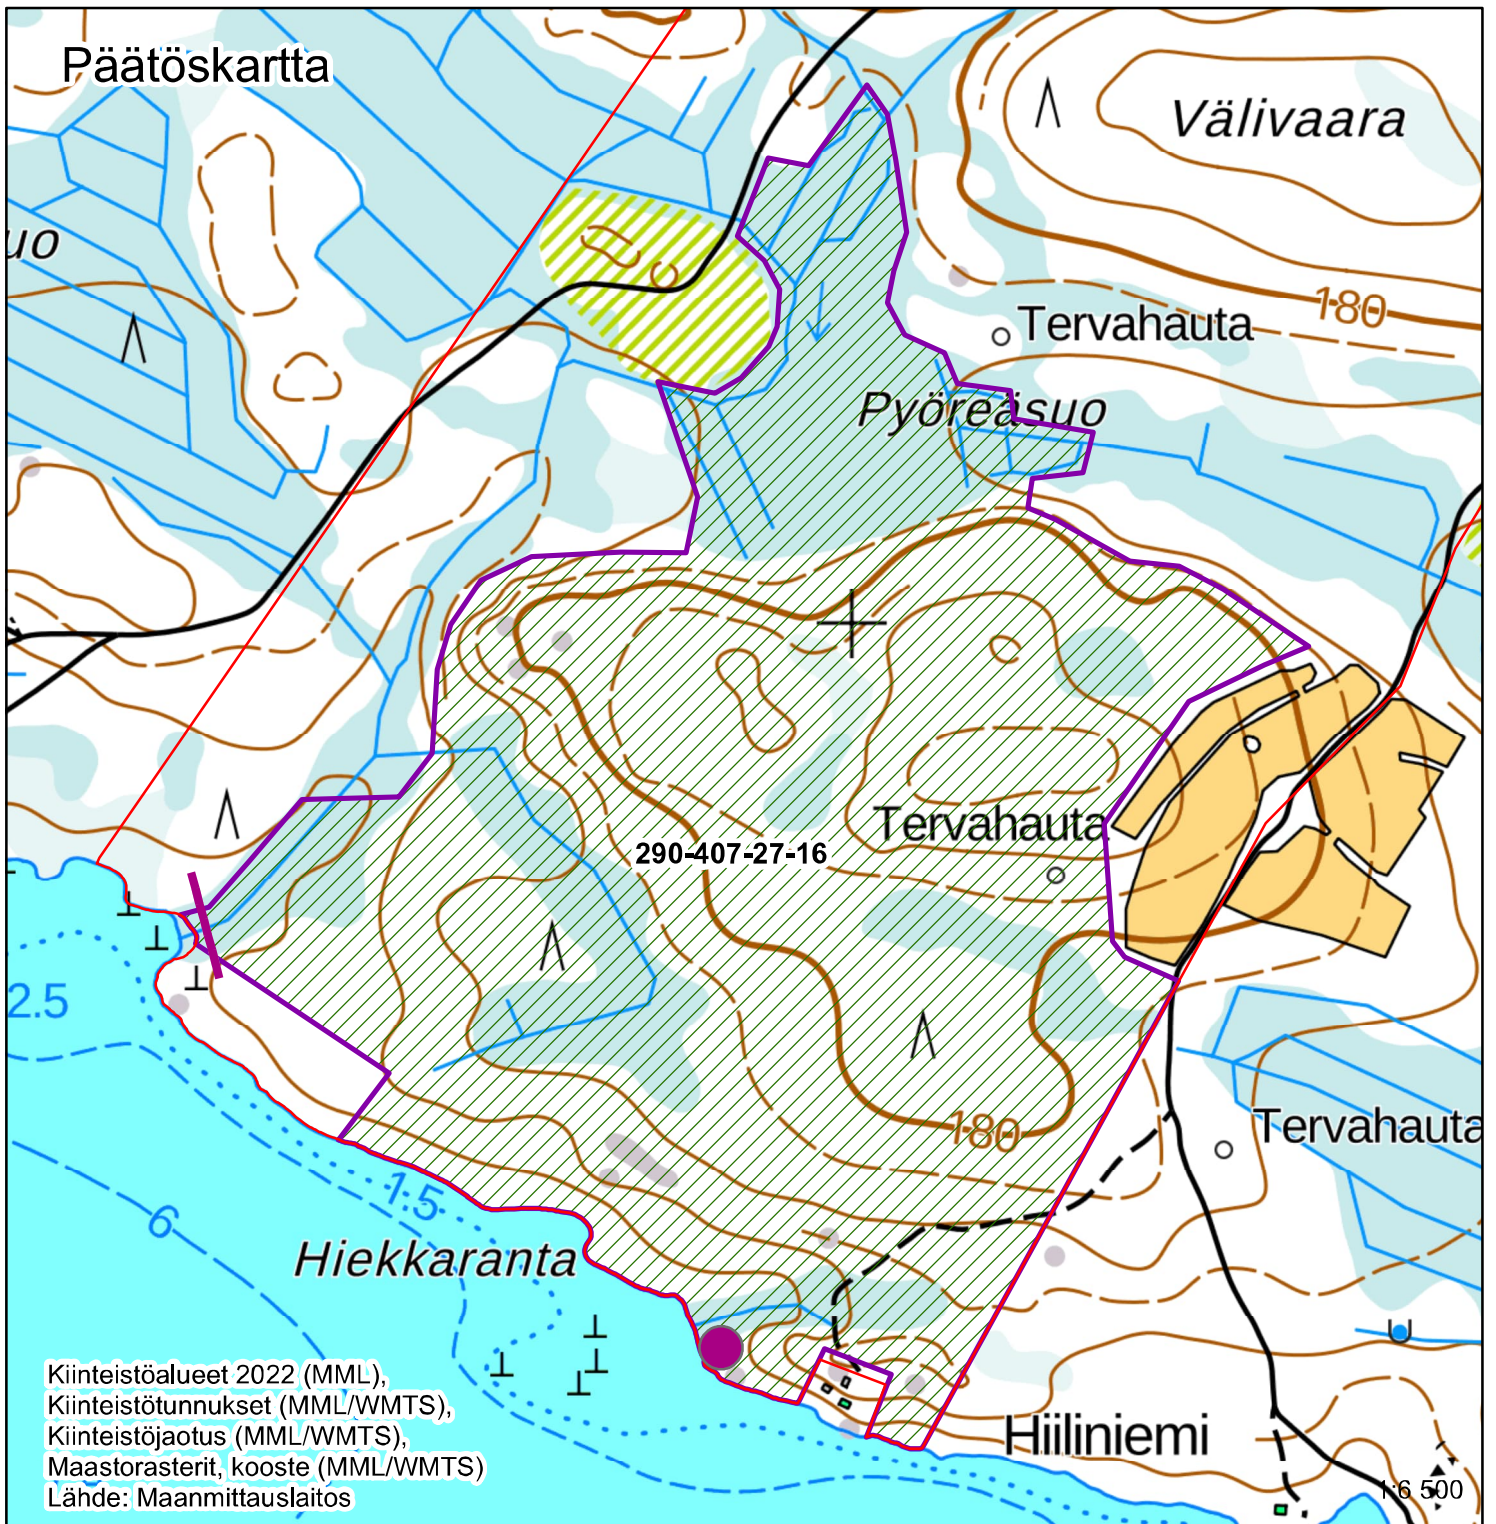 Päätöskartta
Välivaara
uo
180
Tervahauta
Pyöreäsuo
Tervahauta
290-407-27-16
2.5
180
Tervahauta
1.5
6
Hiekkaranta
Kiinteistöalueet 2022 (MML),
Kiinteistötunnukset (MML/WMTS),
Kiinteistöjaotus (MML/WMTS),
Maastorasterit, kooste (MML/WMTS)
Lähde: Maanmittauslaitos
Hiiliniemi
1:6 500